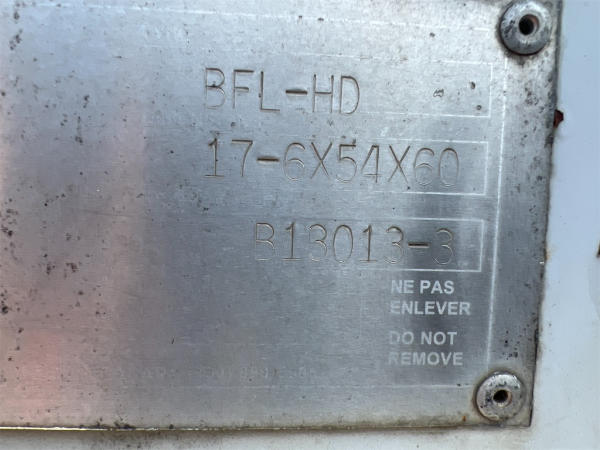 BFL-HD
17-6X54X60
B13013-3
NE PAS
ENLEVER
DO NOT
REMOVE